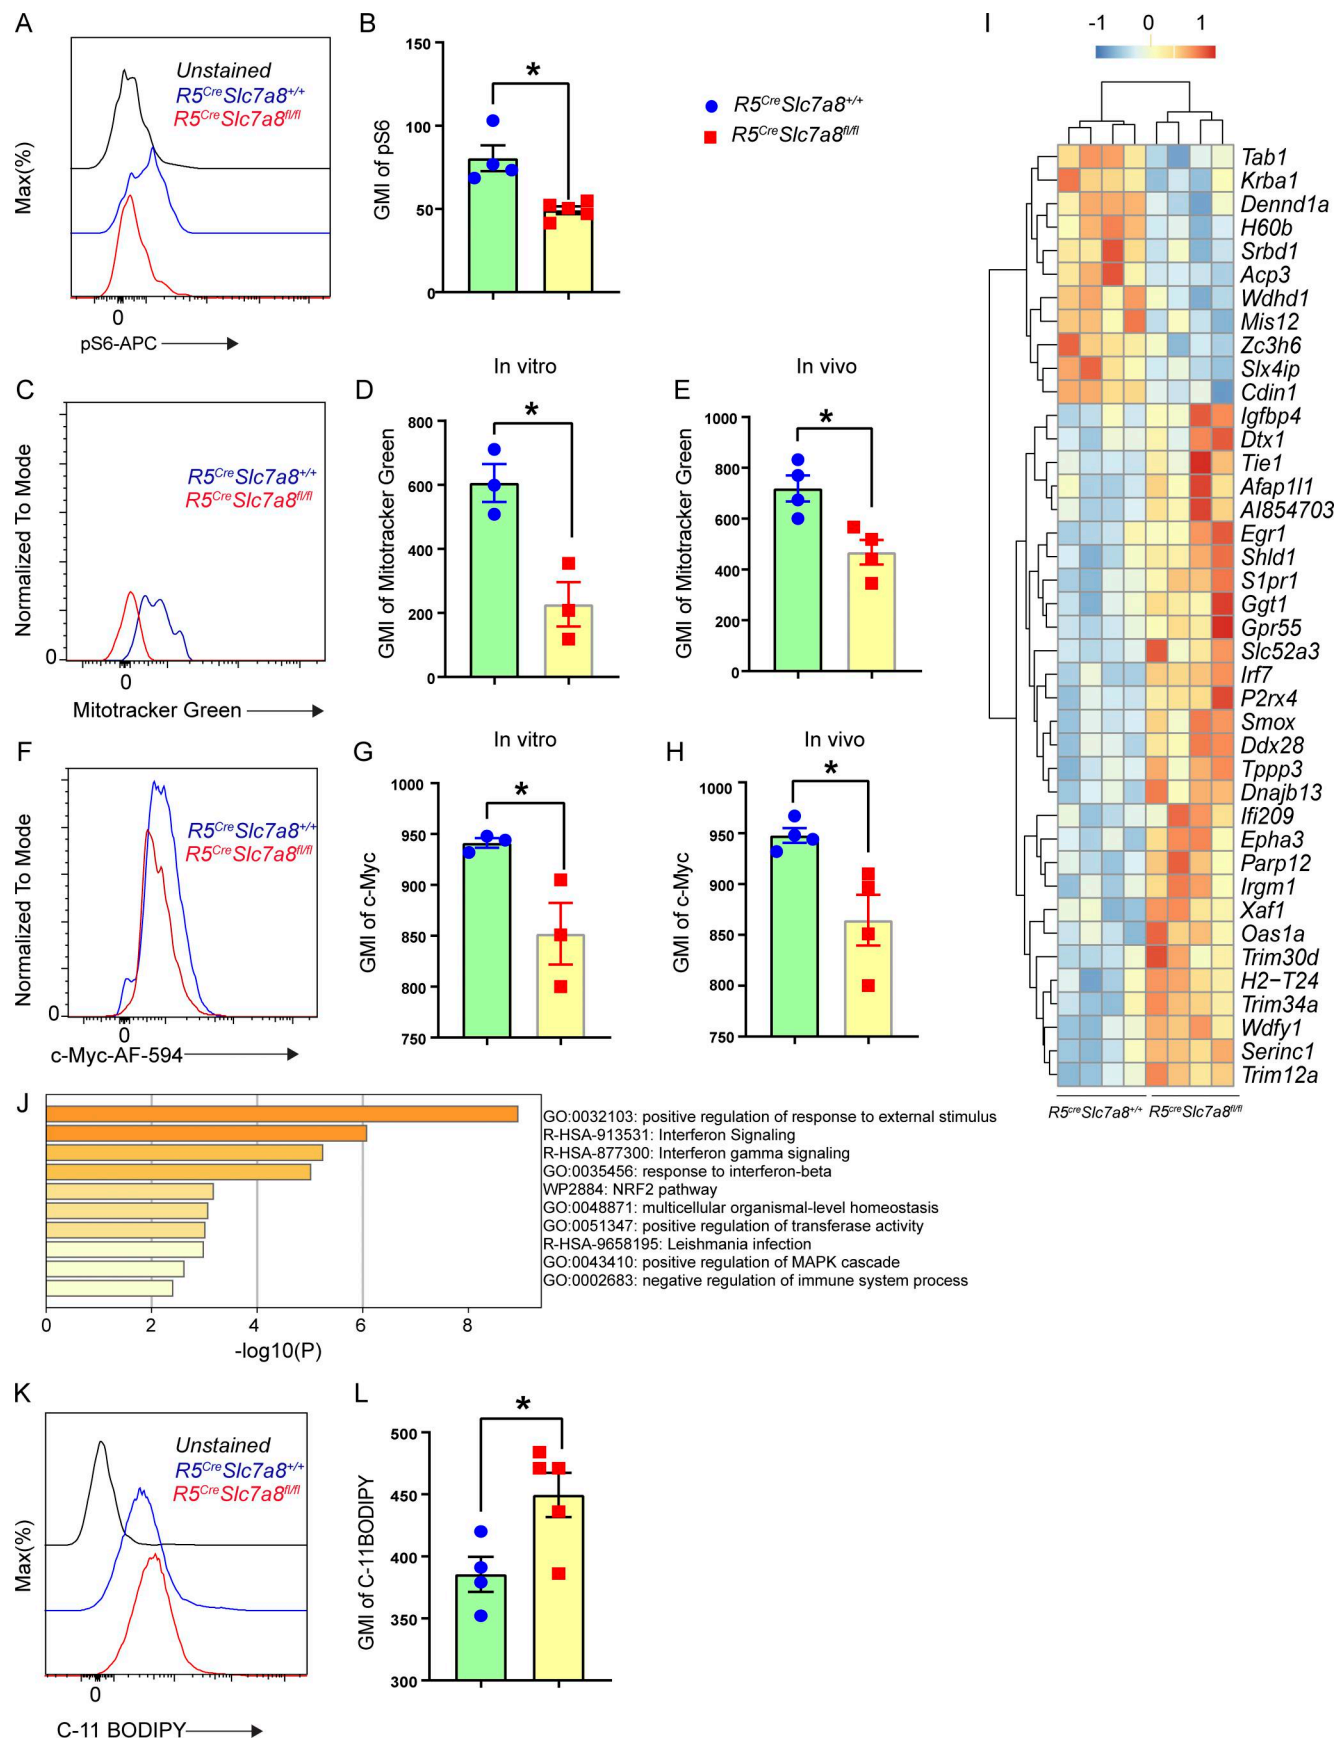 A
Unstained
R5CreSlc7a8+/+
R5CreSlc7a8fl/fl
Max(%)
0
pS6-APC
B
150
100
50
0
GMI of pS6
*
R5CreSlc7a8+/+
R5CreSlc7a8fl/fl
C
Normalized To Mode
R5CreSlc7a8+/+
R5CreSlc7a8fl/fl
0
0
Mitotracker Green
D
In vitro
GMI of Mitotracker Green
800
600
400
200
0
*
E
In vivo
GMI of Mitotracker Green
1000
800
600
400
200
0
*
F
Normalized To Mode
R5CreSlc7a8+/+
R5CreSlc7a8fl/fl
0
0
c-Myc-AF-594
G
In vitro
GMI of c-Myc
1000
950
900
850
800
750
*
H
In vivo
GMI of c-Myc
1000
950
900
850
800
750
*
I
-1 0 1
Tab1
Krba1
Dennd1a
H60b
Srbd1
Acp3
Wdhd1
Mis12
Zc3h6
Slx4ip
Cdin1
Igfbp4
Dtx1
Tie1
Afap1l1
AI854703
Egr1
Shld1
S1pr1
Ggt1
Gpr55
Slc52a3
Irf7
P2rx4
Smox
Ddx28
Tppp3
Dnajb13
Ifi209
Epha3
Parp12
Irgm1
Xaf1
Oas1a
Trim30d
H2−T24
Trim34a
Wdfy1
Serinc1
Trim12a
R5creSlc7a8+/+ R5creSlc7a8fl/fl
J
GO:0032103: positive regulation of response to external stimulus
R-HSA-913531: Interferon Signaling
R-HSA-877300: Interferon gamma signaling
GO:0035456: response to interferon-beta
WP2884: NRF2 pathway
GO:0048871: multicellular organismal-level homeostasis
GO:0051347: positive regulation of transferase activity
R-HSA-9658195: Leishmania infection
GO:0043410: positive regulation of MAPK cascade
GO:0002683: negative regulation of immune system process
0 2 4 6 8
-log10(P)
K
Unstained
R5CreSlc7a8+/+
R5CreSlc7a8fl/fl
Max(%)
0
C-11 BODIPY
L
GMI of C-11BODIPY
500
450
400
350
300
*